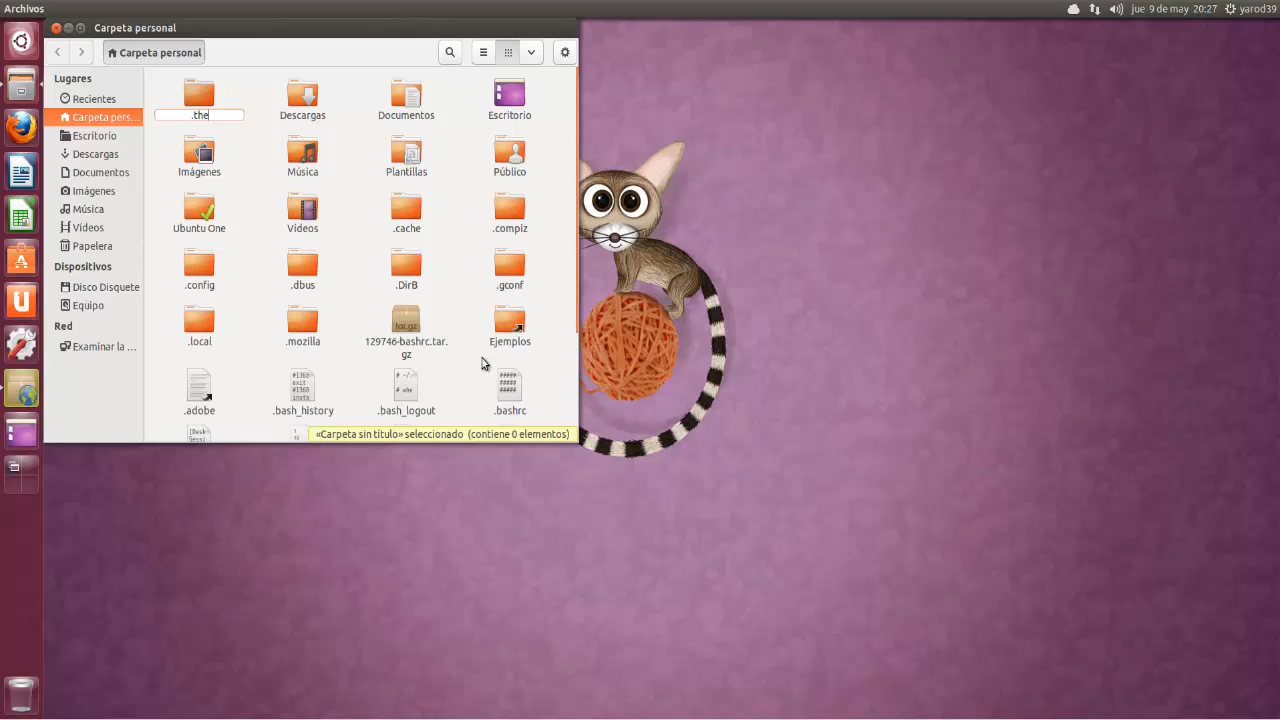 Archivos
jue 9 de may 20:27 yarod39
Carpeta personal
Carpeta personal
Lugares
Recientes
Carpeta pers...
Escritorio
Descargas
Documentos
Imágenes
Música
Vídeos
Papelera
Dispositivos
Disco Disquete
Equipo
Red
Examinar la ...
.the
Descargas
Documentos
Escritorio
Imágenes
Música
Plantillas
Público
Ubuntu One
Vídeos
.cache
.compiz
.config
.dbus
.DirB
.gconf
.local
.mozilla
tar.gz
129746-bashrc.tar.
gz
Ejemplos
.adobe
.bash_history
.bash_logout
.bashrc
«Carpeta sin título» seleccionado (contiene 0 elementos)